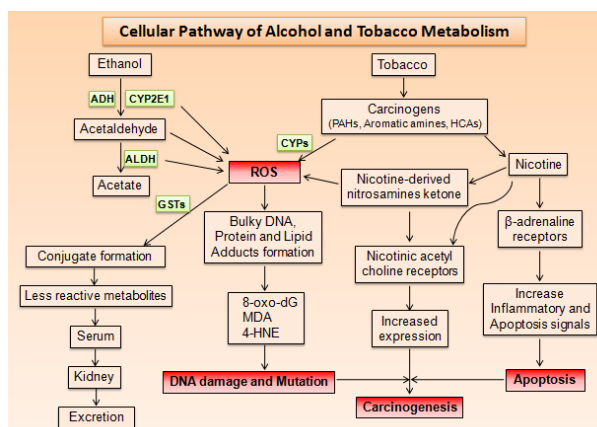 Cellular Pathway of Alcohol and Tobacco Metabolism
Ethanol
Tobacco
ADH
CYP2E1
Carcinogens
(PAHs, Aromatic amines, HCAs)
Acetaldehyde
CYPs
ALDH
ROS
Nicotine
Acetate
Nicotine-derived
nitrosamines ketone
GSTs
Bulky DNA,
Protein and Lipid
Adducts formation
β-adrenaline
receptors
Conjugate formation
Nicotinic acetyl
choline receptors
Less reactive metabolites
8-oxo-dG
MDA
4-HNE
Increase
Inflammatory and
Apoptosis signals
Serum
Increased
expression
Kidney
DNA damage and Mutation
Apoptosis
Carcinogenesis
Excretion